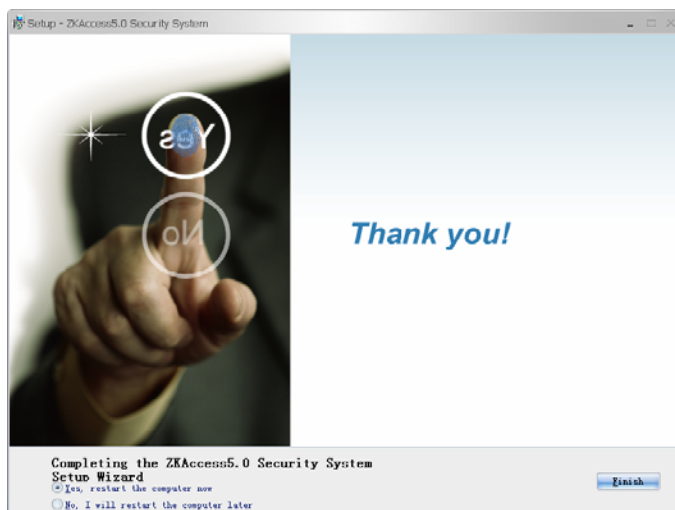 Setup - ZKAccess5.0 Security System
Yes
No
Thank you!
Completing the ZKAccess5.0 Security System
Setup Wizard
Yes, restart the computer now
No, I will restart the computer later
Finish